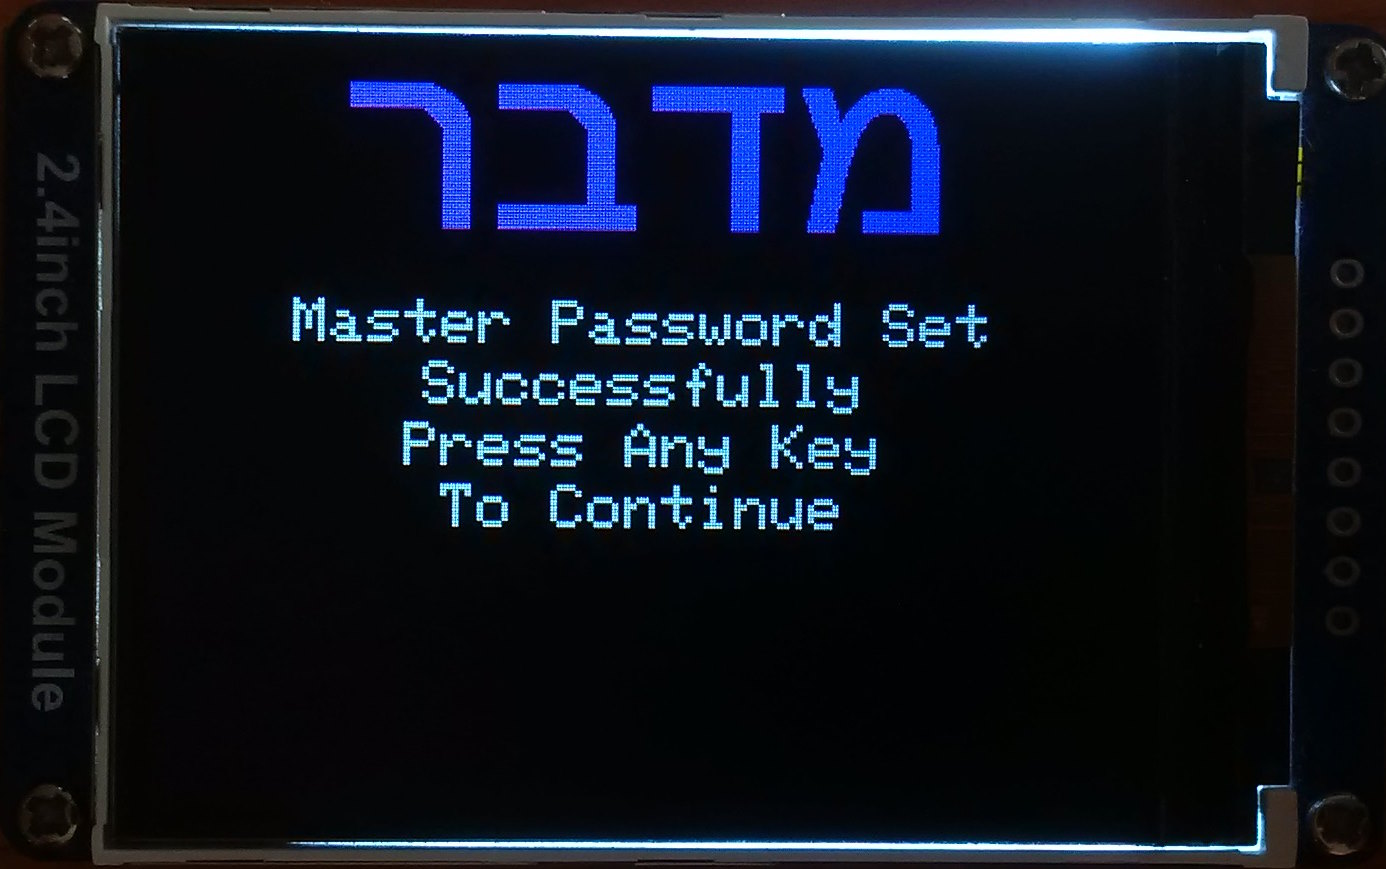 מדבר
Master Password Set
Successfully
Press Any Key
To Continue
2.4inch LCD Module